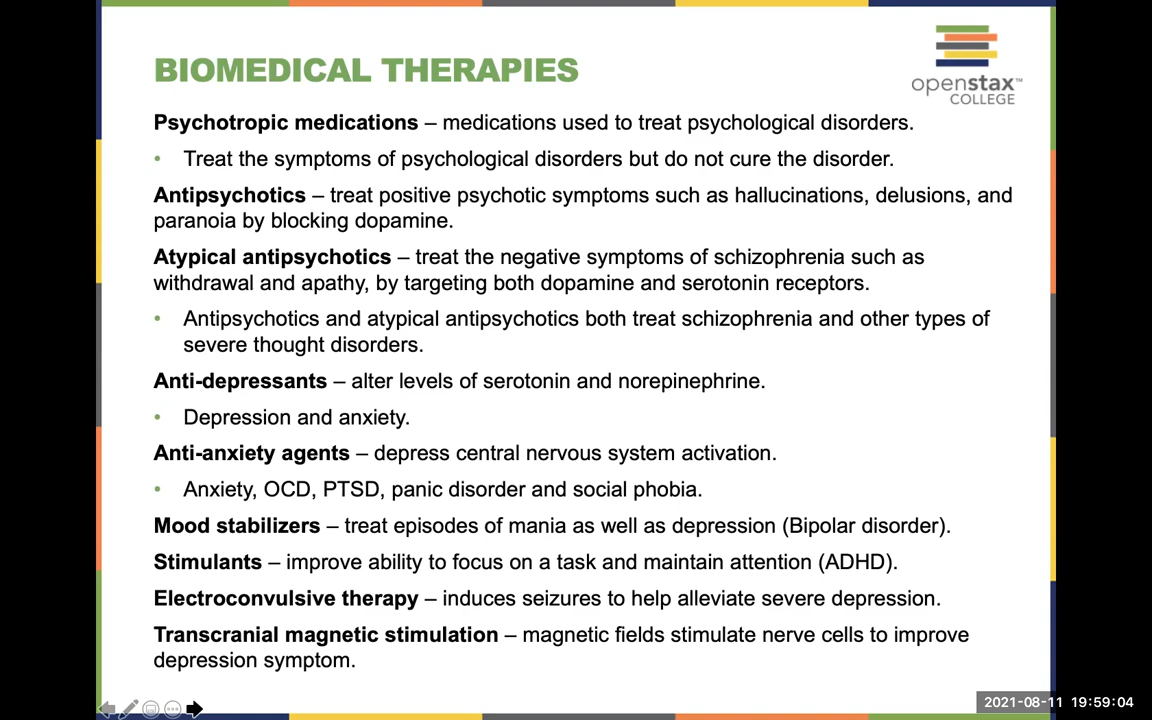 BIOMEDICAL THERAPIES
openstax™
COLLEGE
Psychotropic medications – medications used to treat psychological disorders.
• Treat the symptoms of psychological disorders but do not cure the disorder.
Antipsychotics – treat positive psychotic symptoms such as hallucinations, delusions, and
paranoia by blocking dopamine.
Atypical antipsychotics – treat the negative symptoms of schizophrenia such as
withdrawal and apathy, by targeting both dopamine and serotonin receptors.
• Antipsychotics and atypical antipsychotics both treat schizophrenia and other types of
severe thought disorders.
Anti-depressants – alter levels of serotonin and norepinephrine.
• Depression and anxiety.
Anti-anxiety agents – depress central nervous system activation.
• Anxiety, OCD, PTSD, panic disorder and social phobia.
Mood stabilizers – treat episodes of mania as well as depression (Bipolar disorder).
Stimulants – improve ability to focus on a task and maintain attention (ADHD).
Electroconvulsive therapy – induces seizures to help alleviate severe depression.
Transcranial magnetic stimulation – magnetic fields stimulate nerve cells to improve
depression symptom.
2021-08-11 19:59:04